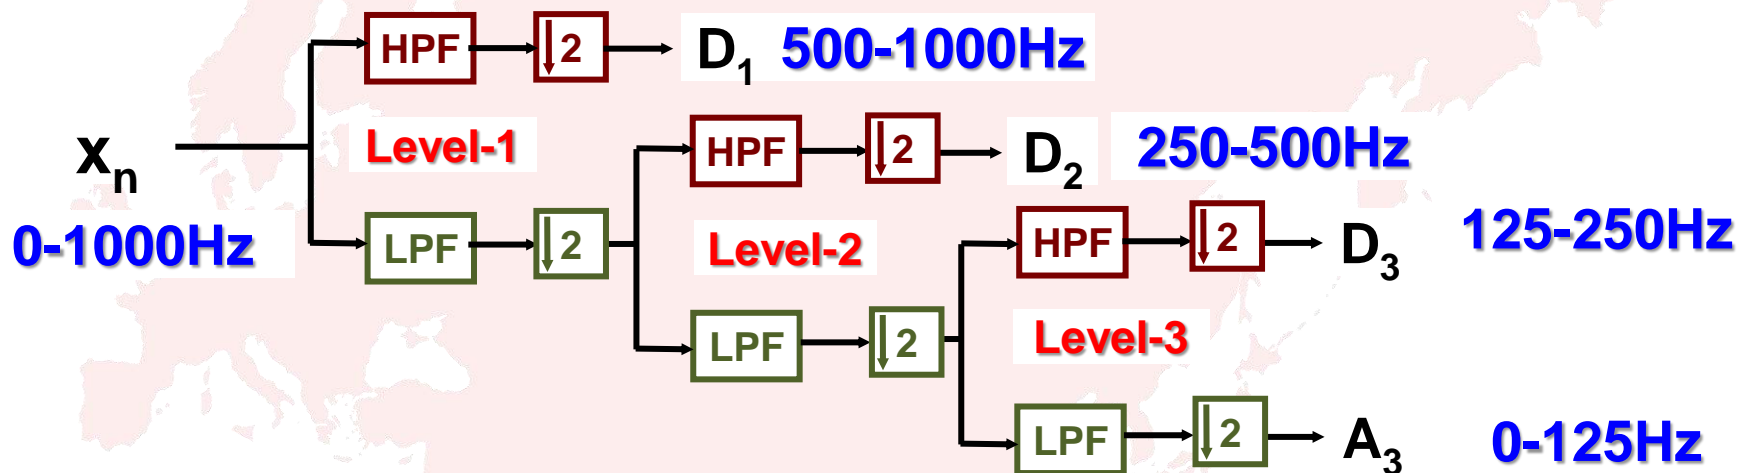 HPF ↓2 D₁ 500-1000Hz
xₙ Level-1 HPF ↓2 D₂ 250-500Hz
0-1000Hz LPF ↓2 Level-2 HPF ↓2 D₃ 125-250Hz
LPF ↓2 Level-3
LPF ↓2 A₃ 0-125Hz